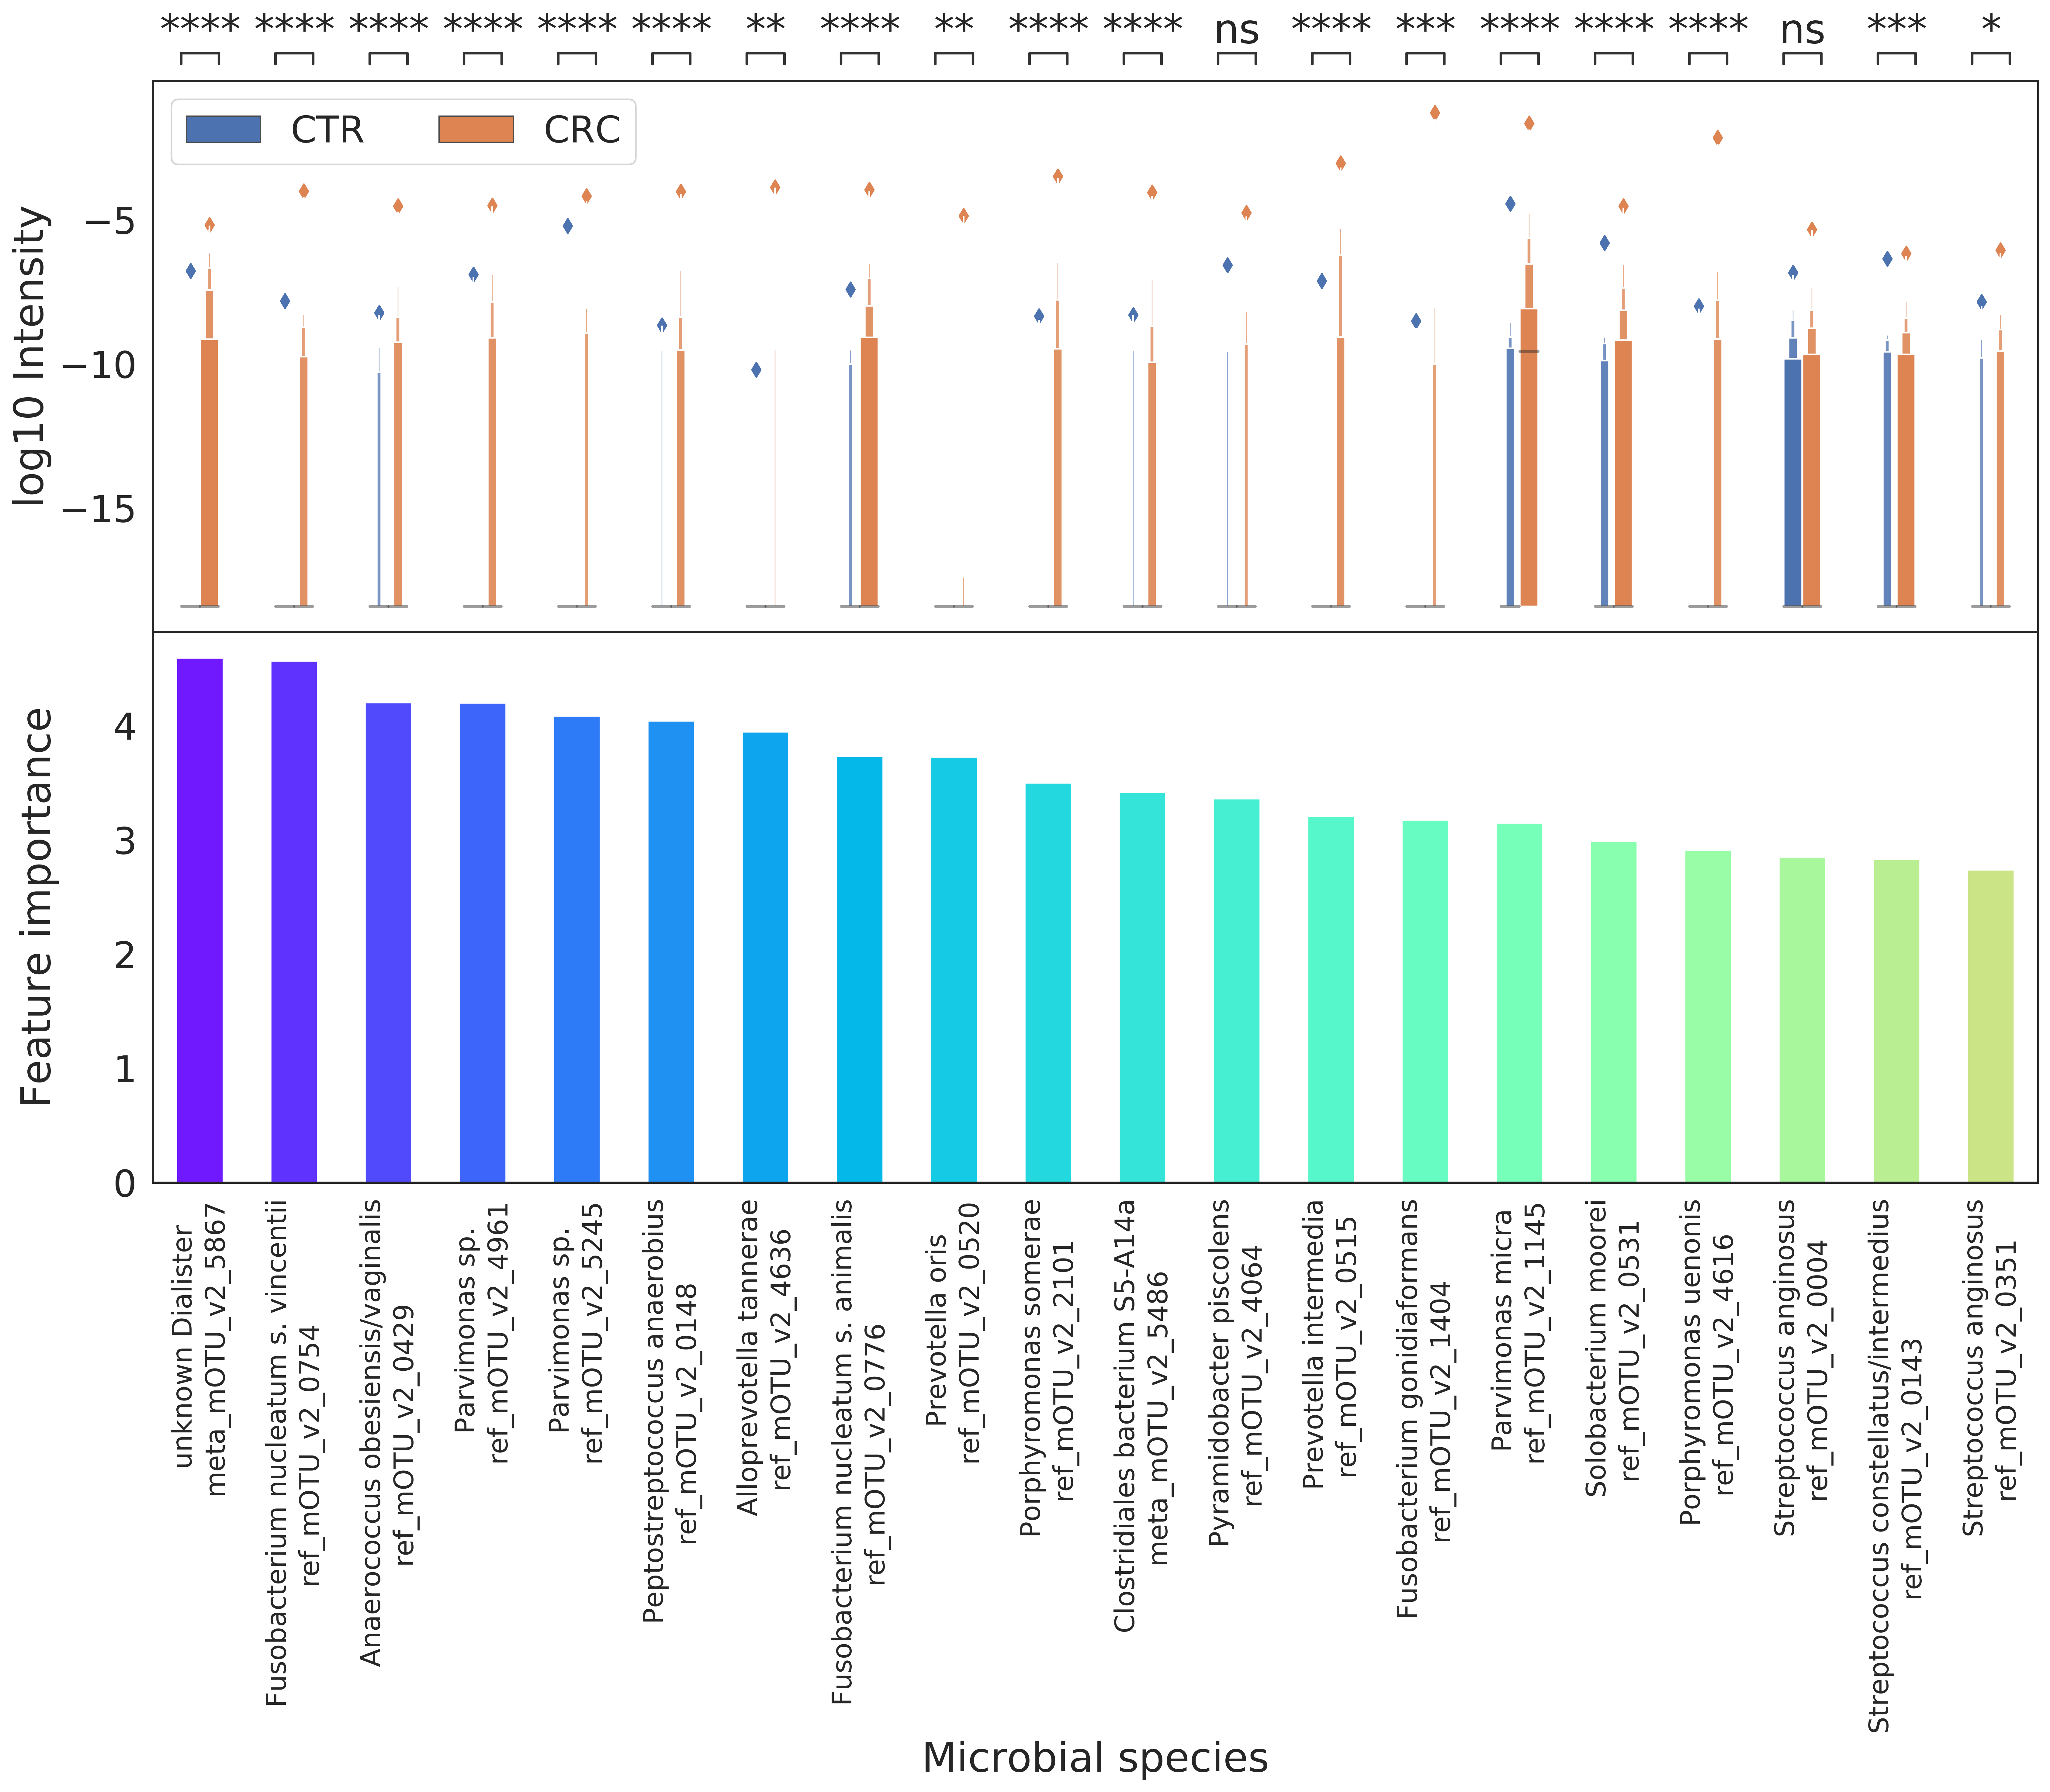 **** **** **** **** **** **** ** **** ** **** **** ns **** *** **** **** **** ns *** *
CTR CRC
log10 Intensity
−5
−10
−15
Feature importance
4
3
2
1
0
unknown Dialister
meta_mOTU_v2_5867
Fusobacterium nucleatum s. vincentii
ref_mOTU_v2_0754
Anaerococcus obesiensis/vaginalis
ref_mOTU_v2_0429
Parvimonas sp.
ref_mOTU_v2_4961
Parvimonas sp.
ref_mOTU_v2_5245
Peptostreptococcus anaerobius
ref_mOTU_v2_0148
Alloprevotella tannerae
ref_mOTU_v2_4636
Fusobacterium nucleatum s. animalis
ref_mOTU_v2_0776
Prevotella oris
ref_mOTU_v2_0520
Porphyromonas somerae
ref_mOTU_v2_2101
Clostridiales bacterium S5-A14a
meta_mOTU_v2_5486
Pyramidobacter piscolens
ref_mOTU_v2_4064
Prevotella intermedia
ref_mOTU_v2_0515
Fusobacterium gonidiaformans
ref_mOTU_v2_1404
Parvimonas micra
ref_mOTU_v2_1145
Solobacterium moorei
ref_mOTU_v2_0531
Porphyromonas uenonis
ref_mOTU_v2_4616
Streptococcus anginosus
ref_mOTU_v2_0004
Streptococcus constellatus/intermedius
ref_mOTU_v2_0143
Streptococcus anginosus
ref_mOTU_v2_0351
Microbial species